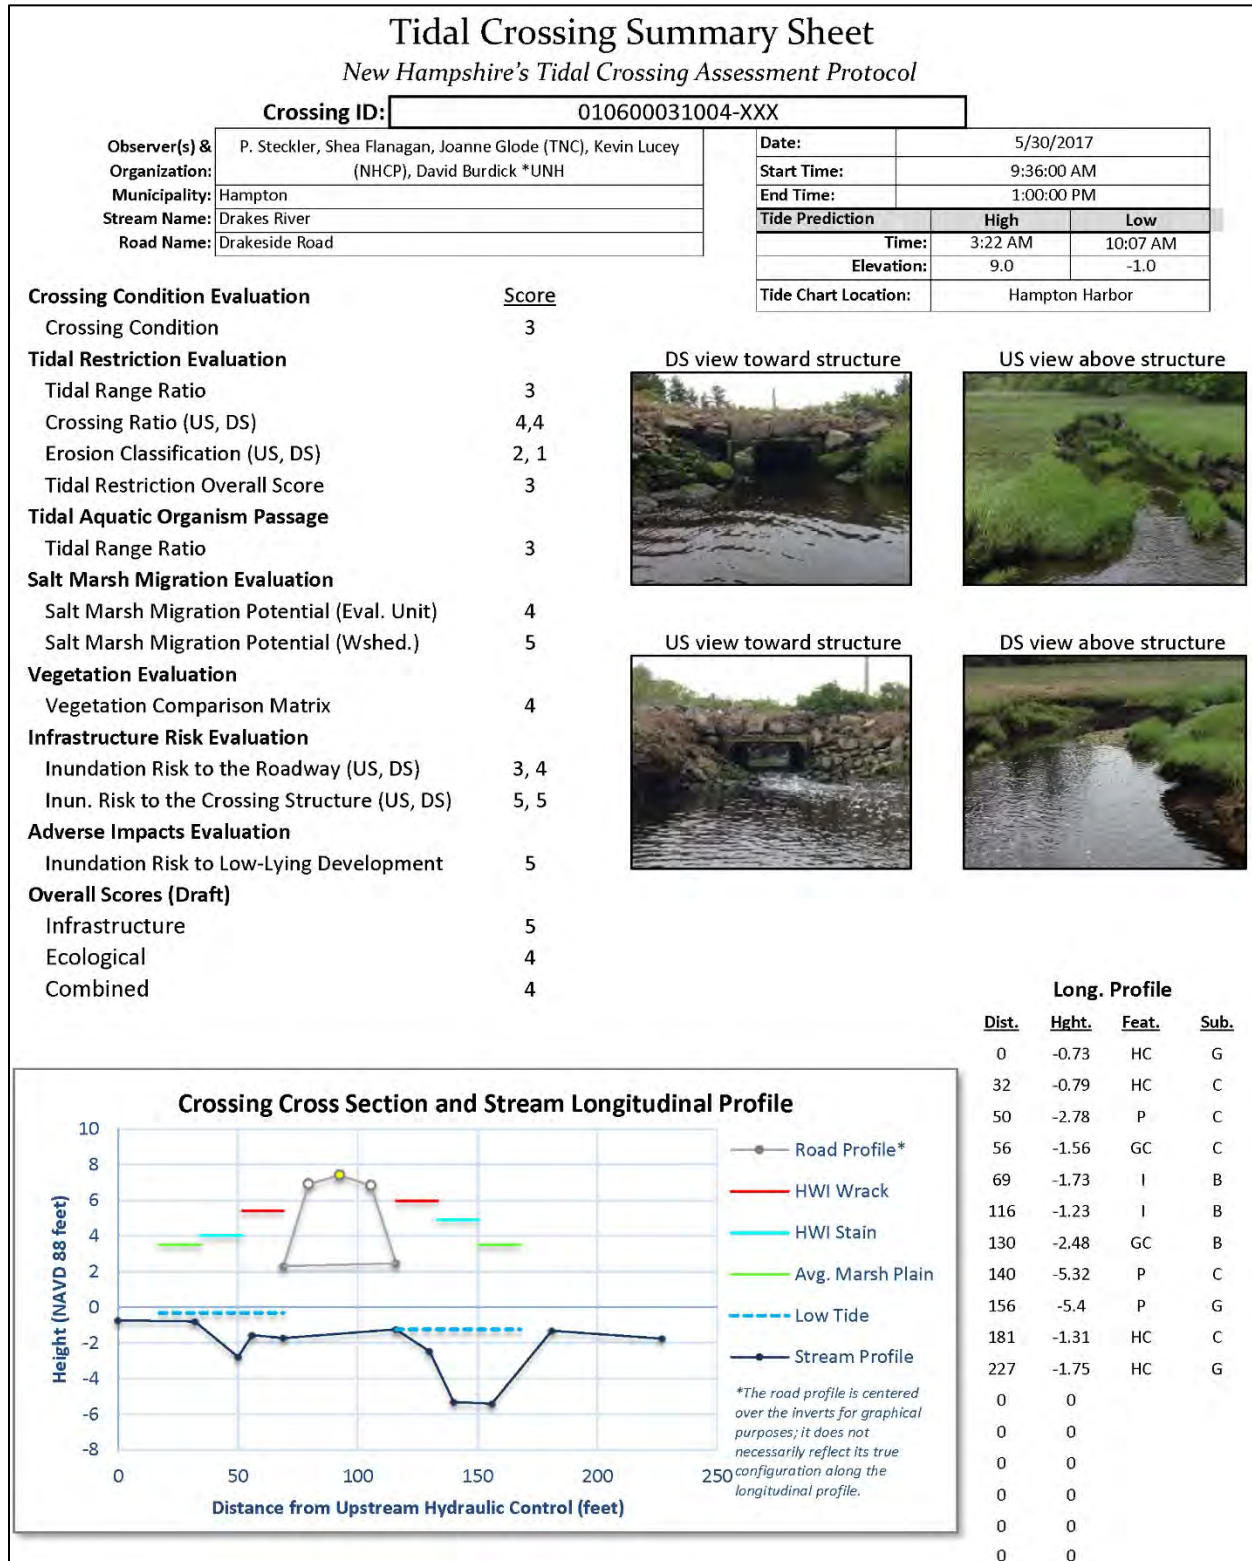 Tidal Crossing Summary Sheet
New Hampshire's Tidal Crossing Assessment Protocol
Crossing ID: 010600031004-XXX
Observer(s) & Organization: P. Steckler, Shea Flanagan, Joanne Glode (TNC), Kevin Lucey
(NHCP), David Burdick *UNH
Municipality: Hampton
Stream Name: Drakes River
Road Name: Drakeside Road
Date: 5/30/2017
Start Time: 9:36:00 AM
End Time: 1:00:00 PM
Tide Prediction High Low
Time: 3:22 AM 10:07 AM
Elevation: 9.0 -1.0
Tide Chart Location: Hampton Harbor
Crossing Condition Evaluation Score
Crossing Condition 3
Tidal Restriction Evaluation
Tidal Range Ratio 3
Crossing Ratio (US, DS) 4,4
Erosion Classification (US, DS) 2, 1
Tidal Restriction Overall Score 3
Tidal Aquatic Organism Passage
Tidal Range Ratio 3
Salt Marsh Migration Evaluation
Salt Marsh Migration Potential (Eval. Unit) 4
Salt Marsh Migration Potential (Wshed.) 5
Vegetation Evaluation
Vegetation Comparison Matrix 4
Infrastructure Risk Evaluation
Inundation Risk to the Roadway (US, DS) 3, 4
Inun. Risk to the Crossing Structure (US, DS) 5, 5
Adverse Impacts Evaluation
Inundation Risk to Low-Lying Development 5
Overall Scores (Draft)
Infrastructure 5
Ecological 4
Combined 4
DS view toward structure
US view above structure
US view toward structure
DS view above structure
Long. Profile
Dist. Hght. Feat. Sub.
0 -0.73 HC G
32 -0.79 HC C
50 -2.78 P C
56 -1.56 GC C
69 -1.73 I B
116 -1.23 I B
130 -2.48 GC B
140 -5.32 P C
156 -5.4 P G
181 -1.31 HC C
227 -1.75 HC G
0 0
0 0
0 0
0 0
0 0
0 0
Crossing Cross Section and Stream Longitudinal Profile
Height (NAVD 88 feet)
10
8
6
4
2
0
-2
-4
-6
-8
0 50 100 150 200 250
Distance from Upstream Hydraulic Control (feet)
Road Profile*
HWI Wrack
HWI Stain
Avg. Marsh Plain
Low Tide
Stream Profile
*The road profile is centered
over the inverts for graphical
purposes; it does not
necessarily reflect its true
configuration along the
longitudinal profile.